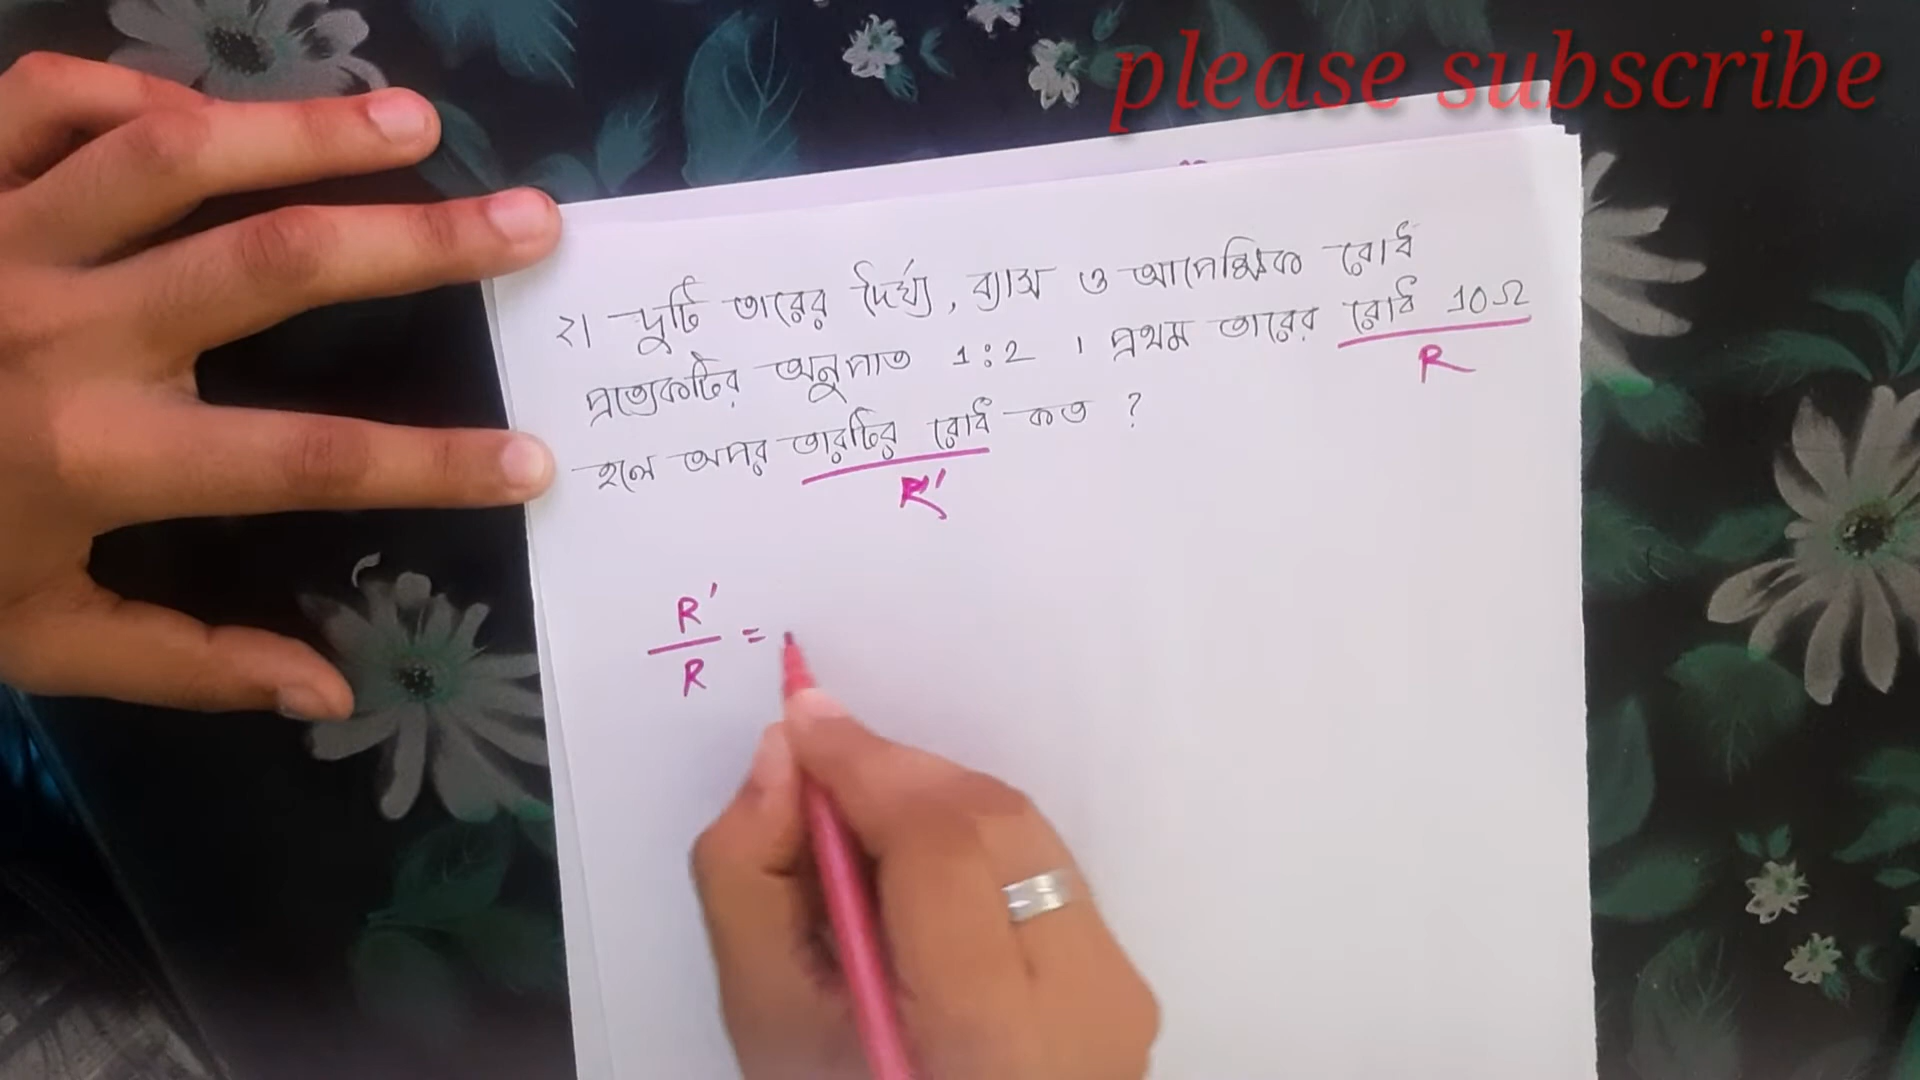 please subscribe
২। দুটি তারের দৈর্ঘ্য, ব্যাস ও আপেক্ষিক রোধ
প্রত্যেকটির অনুপাত 1:2 । প্রথম তারের রোধ 10Ω
R
হলে অপর তারটির রোধ কত ?
R'
R'
=
R